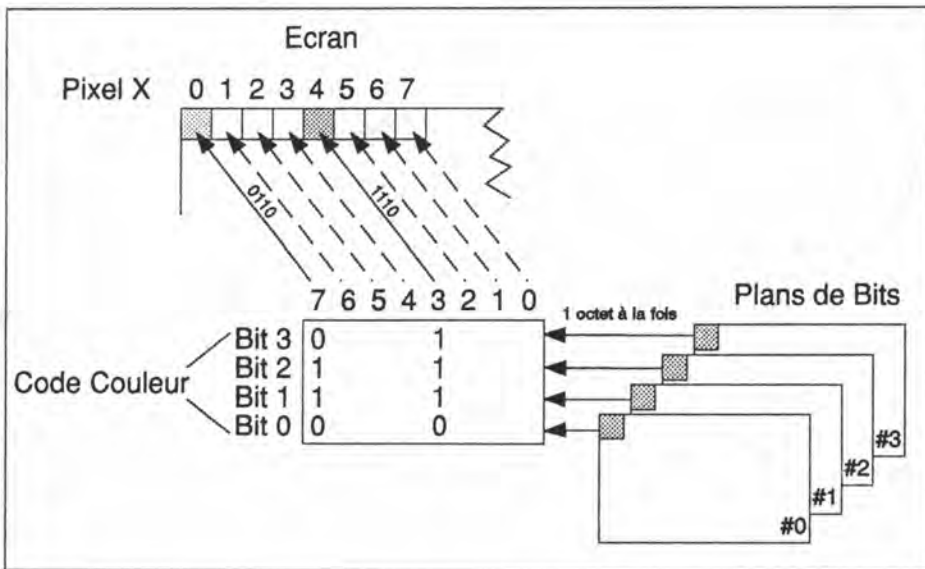 Ecran
Pixel X 0 1 2 3 4 5 6 7
0110 1110
7 6 5 4 3 2 1 0
Plans de Bits
1 octet à la fois
Code Couleur
Bit 3 0 1
Bit 2 1 1
Bit 1 1 1
Bit 0 0 0
#3
#2
#1
#0